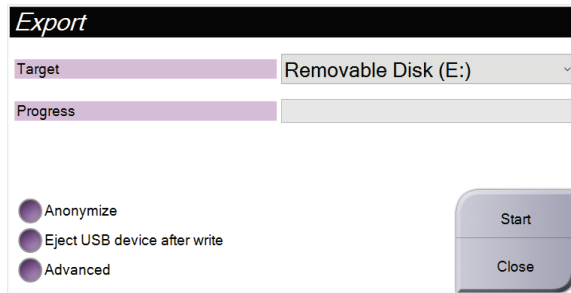 Export
Target
Removable Disk (E:)
Progress
Anonymize
Eject USB device after write
Advanced
Start
Close